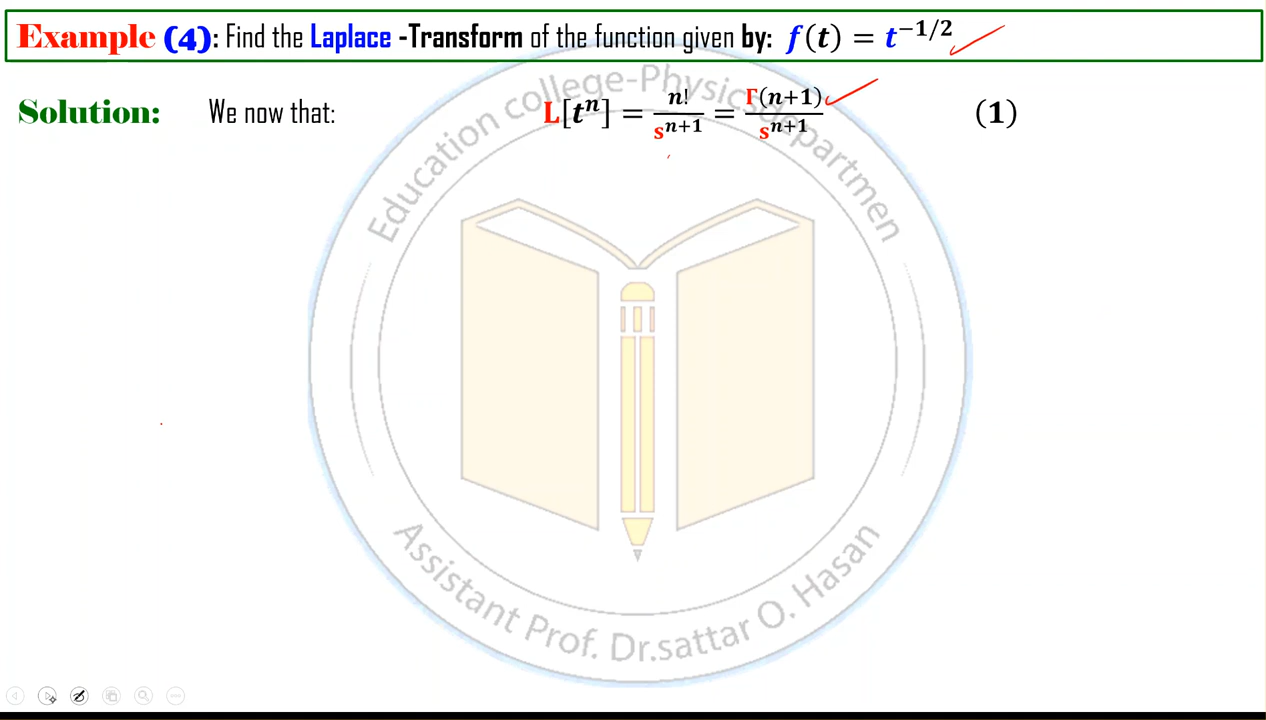 Example (4): Find the Laplace -Transform of the function given by: f(t) = t^{-1/2}
Solution: We now that: L[t^n] = n!/s^{n+1} = Γ(n+1)/s^{n+1} (1)
Education college-Physics departmen
Assistant Prof. Dr.sattar O. Hasan